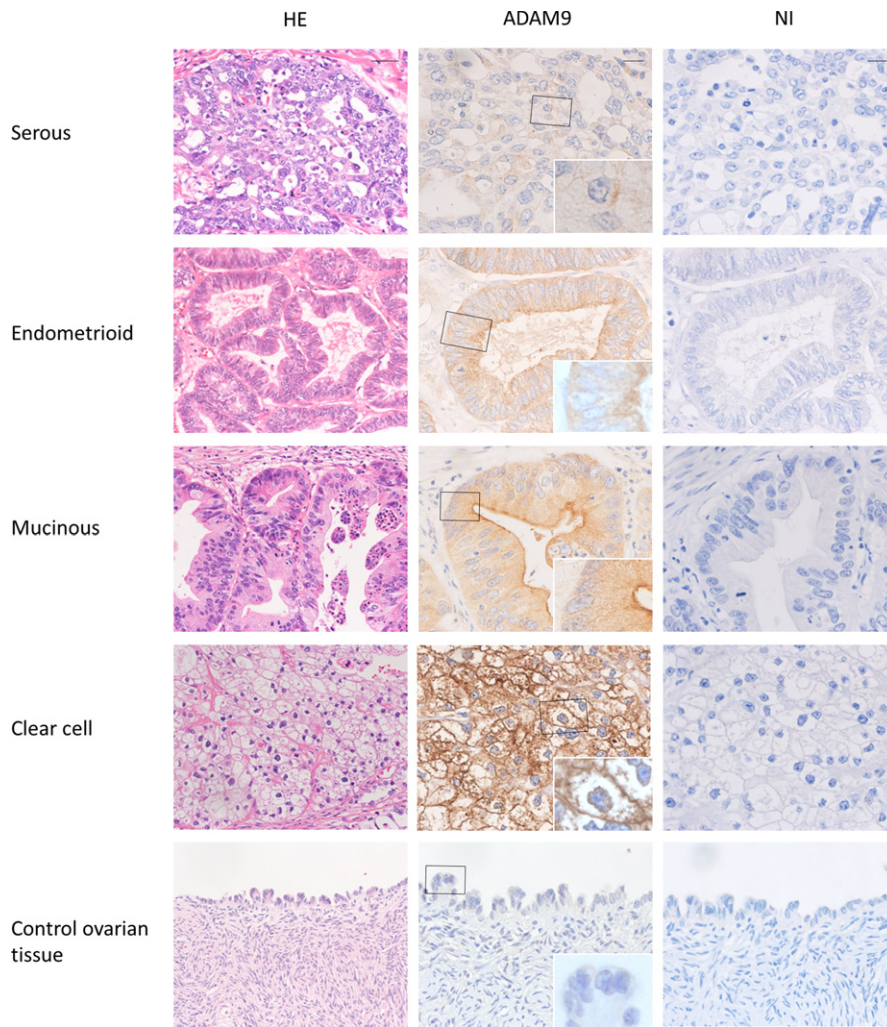 HE ADAM9 NI
Serous
Endometrioid
Mucinous
Clear cell
Control ovarian
tissue